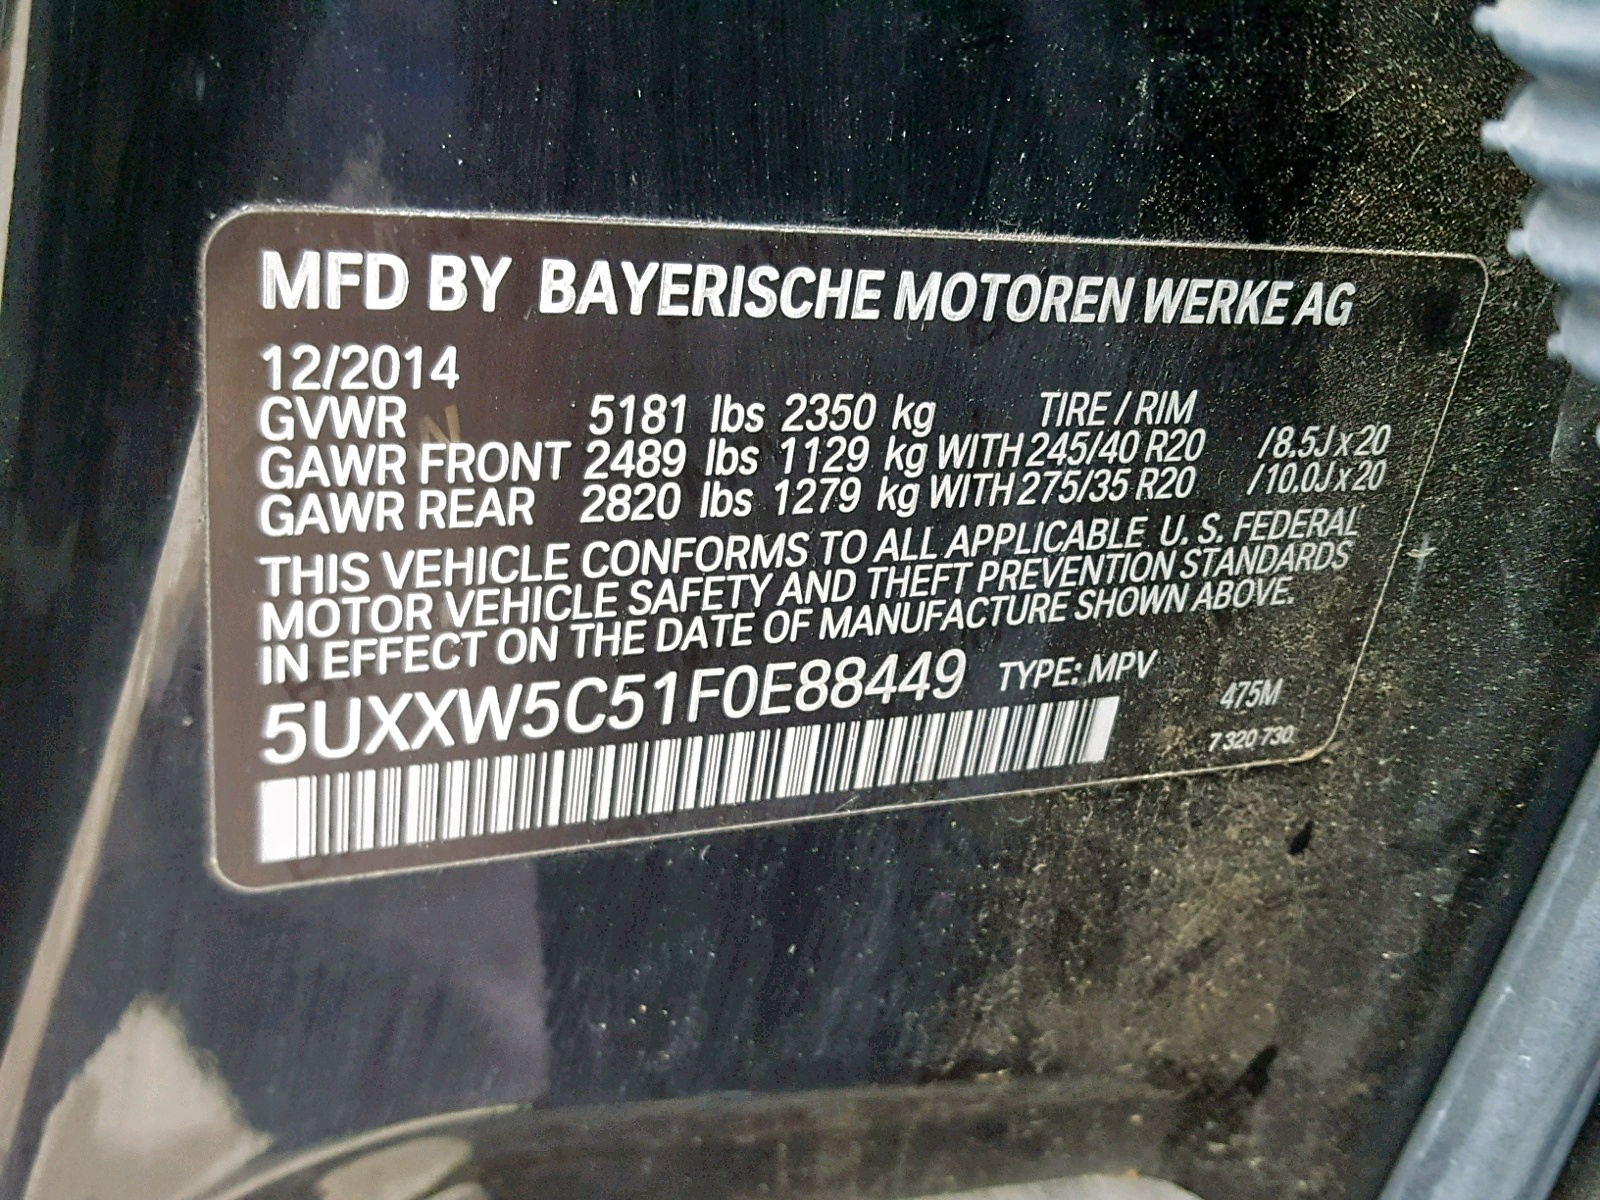 MFD BY BAYERISCHE MOTOREN WERKE AG
12/2014
GVWR 5181 lbs 2350 kg TIRE / RIM
GAWR FRONT 2489 lbs 1129 kg WITH 245/40 R20 /8.5J x 20
GAWR REAR 2820 lbs 1279 kg WITH 275/35 R20 /10.0J x 20
THIS VEHICLE CONFORMS TO ALL APPLICABLE U. S. FEDERAL
MOTOR VEHICLE SAFETY AND THEFT PREVENTION STANDARDS
IN EFFECT ON THE DATE OF MANUFACTURE SHOWN ABOVE.
5UXXW5C51F0E88449 TYPE: MPV
475M
7 320 730